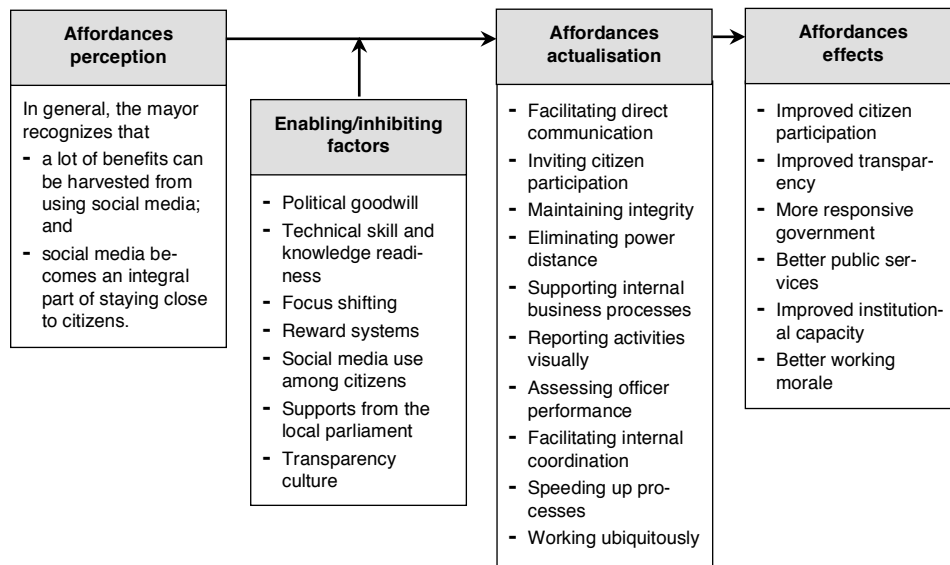 Affordances
perception
In general, the mayor
recognizes that
- a lot of benefits can
be harvested from
using social media;
and
- social media be-
comes an integral
part of staying close
to citizens.
Enabling/inhibiting
factors
- Political goodwill
- Technical skill and
knowledge readi-
ness
- Focus shifting
- Reward systems
- Social media use
among citizens
- Supports from the
local parliament
- Transparency
culture
Affordances
actualisation
- Facilitating direct
communication
- Inviting citizen
participation
- Maintaining integrity
- Eliminating power
distance
- Supporting internal
business processes
- Reporting activities
visually
- Assessing officer
performance
- Facilitating internal
coordination
- Speeding up pro-
cesses
- Working ubiquitously
Affordances
effects
- Improved citizen
participation
- Improved transpar-
ency
- More responsive
government
- Better public ser-
vices
- Improved institution-
al capacity
- Better working
morale